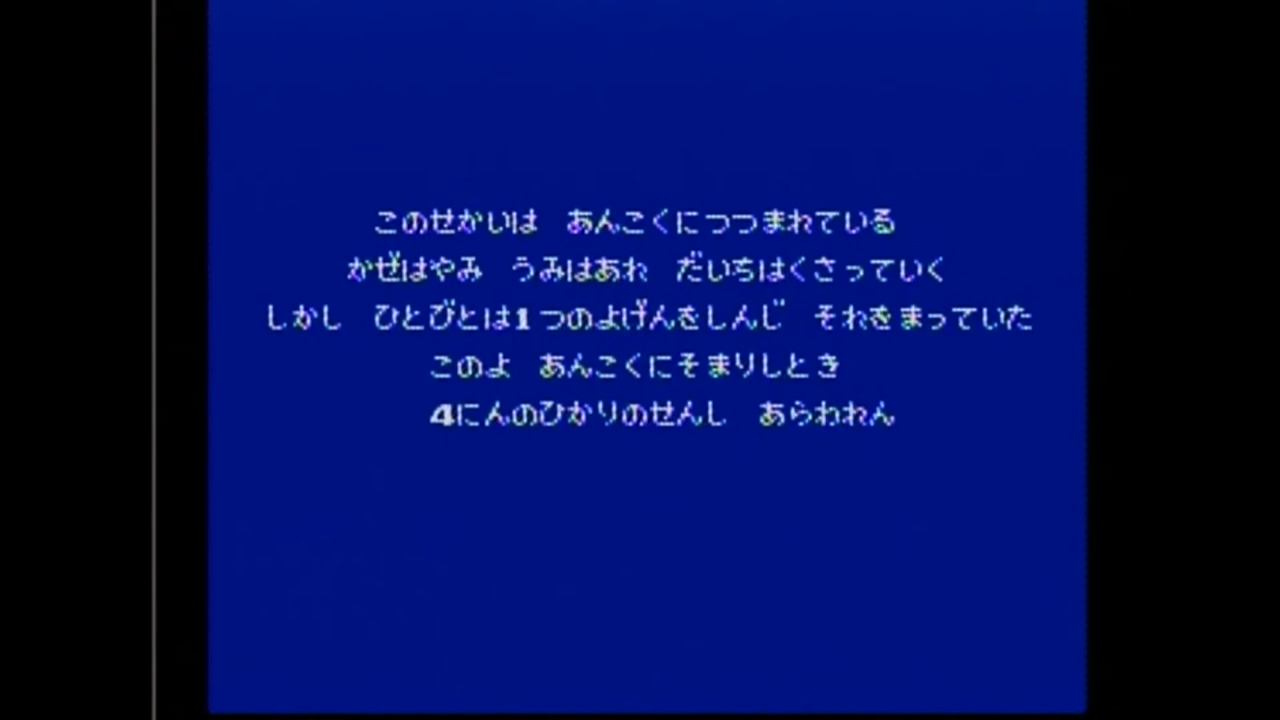 このせかいは　あんこくにつつまれている
かぜはやみ　うみはあれ　だいちはくさっていく
しかし　ひとびとは1つのよげんをしんじ　それをまっていた
このよ　あんこくにそまりしとき
4にんのひかりのせんし　あらわれん